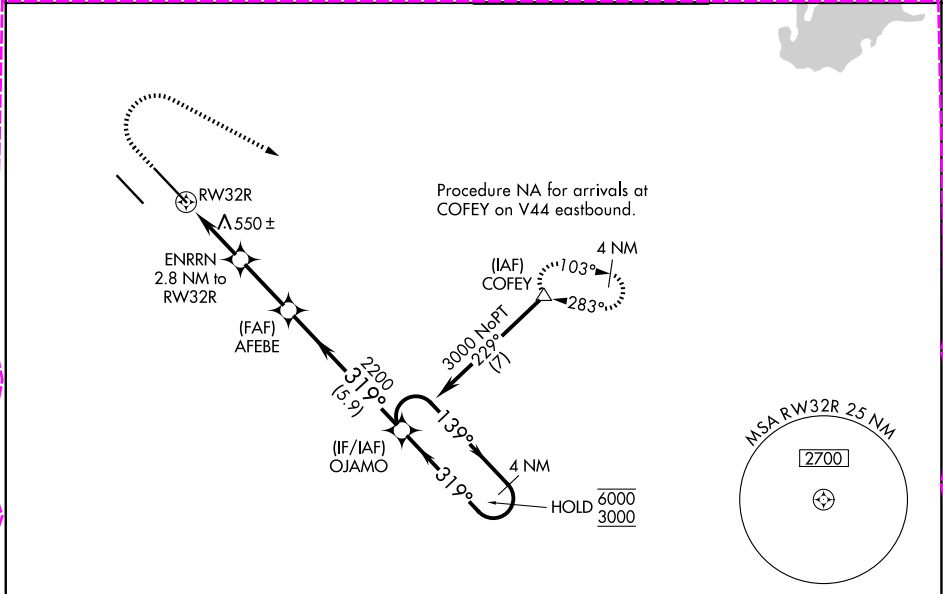 RW32R
550 ±
Procedure NA for arrivals at
COFEY on V44 eastbound.
4 NM
(IAF)
COFEY
103°
283°
ENRRN
2.8 NM to
RW32R
(FAF)
AFEBE
3000 NoPT
229°
(7)
2200
319°
(5.9)
139°
(IF/IAF)
OJAMO
319°
4 NM
HOLD 6000
3000
MSA RW32R 25 NM
2700